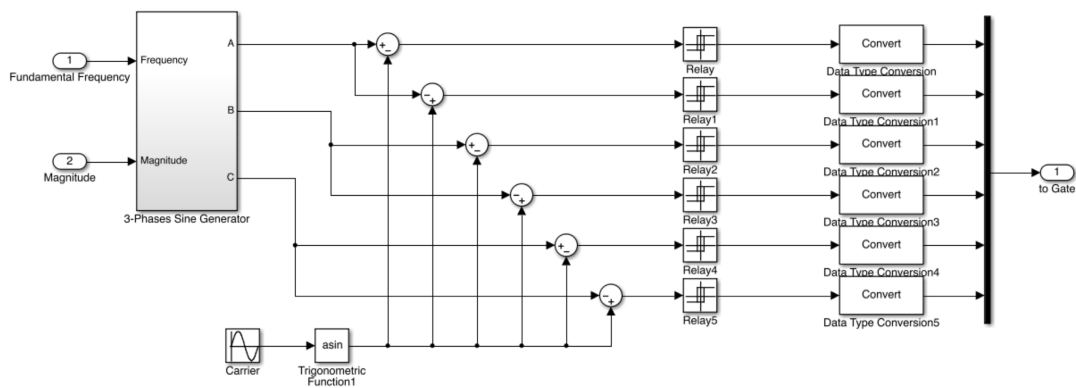 1
Fundamental Frequency
2
Magnitude
Frequency
Magnitude
A
B
C
3-Phases Sine Generator
+
−
−
+
+
−
−
+
+
−
−
+
Relay
Relay1
Relay2
Relay3
Relay4
Relay5
Convert
Data Type Conversion
Convert
Data Type Conversion1
Convert
Data Type Conversion2
Convert
Data Type Conversion3
Convert
Data Type Conversion4
Convert
Data Type Conversion5
1
to Gate
Carrier
asin
Trigonometric
Function1